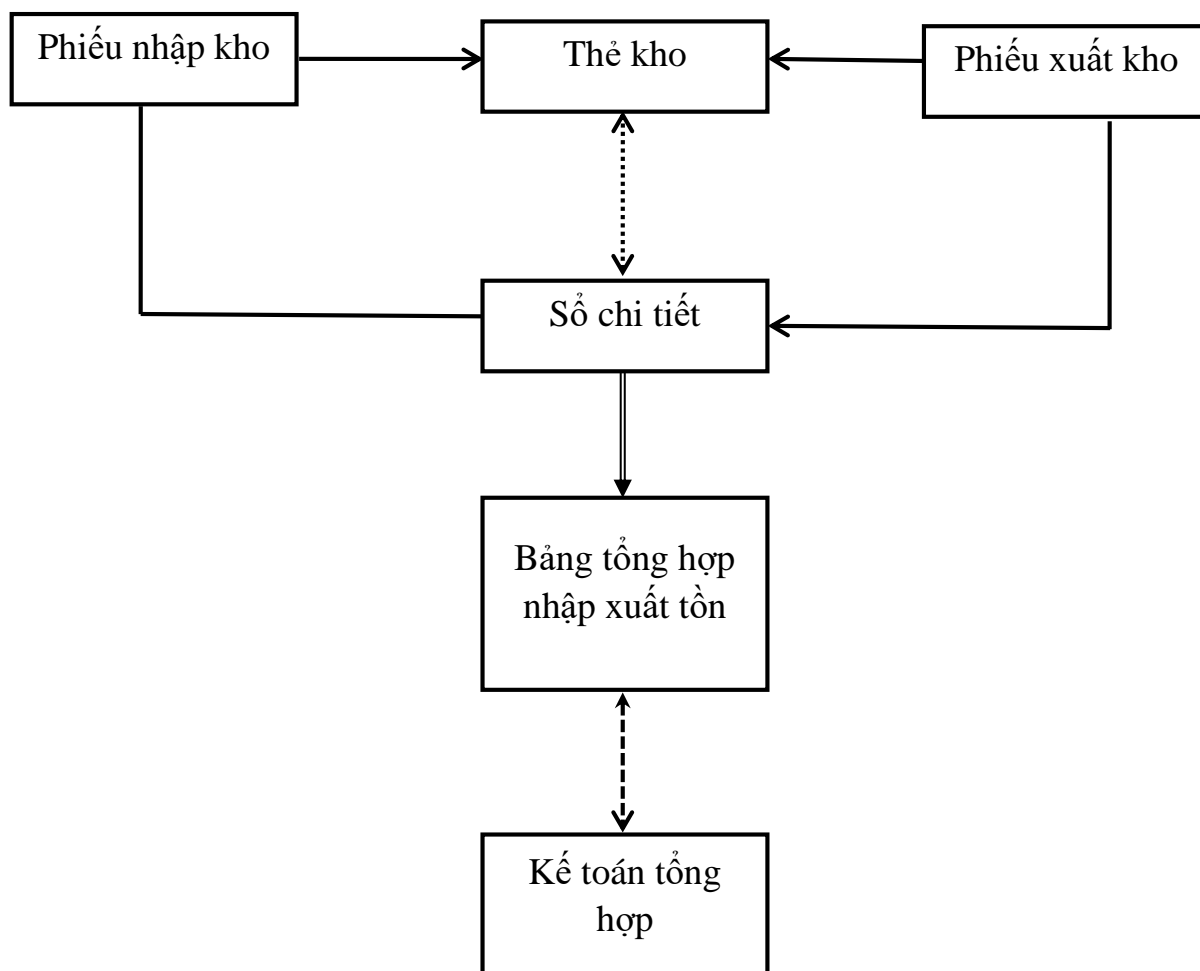 Phiếu nhập kho
Thẻ kho
Phiếu xuất kho
Sổ chi tiết
Bảng tổng hợp
nhập xuất tồn
Kế toán tổng
hợp